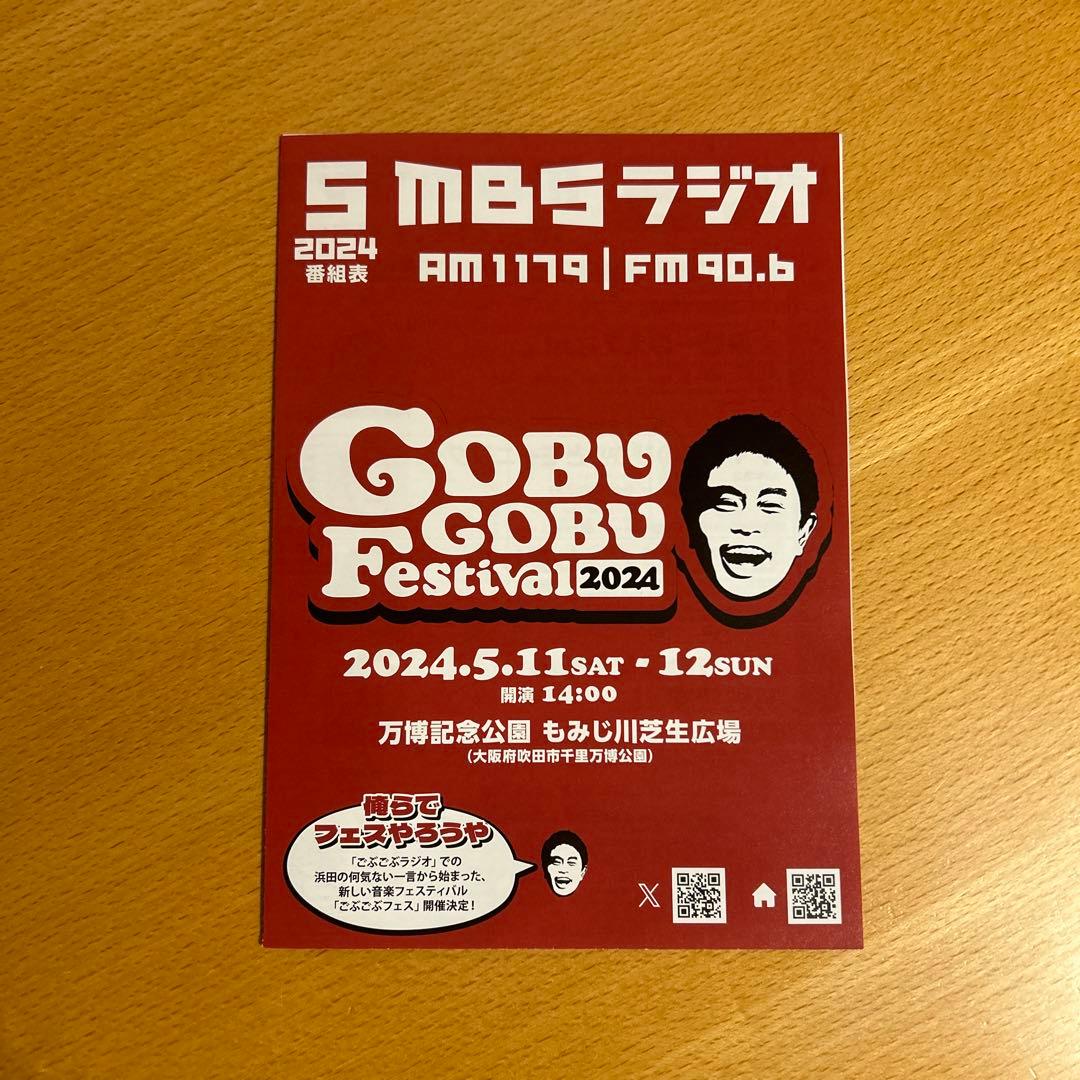 5 MBSラジオ
2024
番組表
AM1179 | FM90.6
GOBU
GOBU
Festival 2024
2024.5.11SAT - 12SUN
開演 14:00
万博記念公園 もみじ川芝生広場
(大阪府吹田市千里万博公園)
俺らで
フェスやろうや
「ごぶごぶラジオ」での
浜田の何気ない一言から始まった、
新しい音楽フェスティバル
「ごぶごぶフェス」開催決定!
X